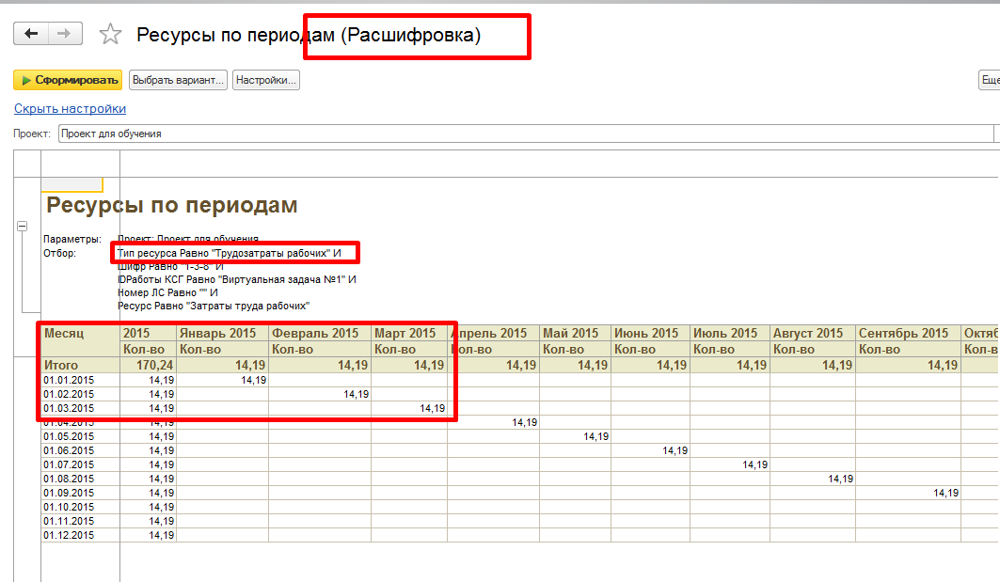 Ресурсы по периодам (Расшифровка)
Сформировать Выбрать вариант... Настройки... Еще
Скрыть настройки
Проект: Проект для обучения
Ресурсы по периодам
Параметры: Проект: Проект для обучения
Отбор: Тип ресурса Равно "Трудозатраты рабочих" И
Шифр Равно "1-3-8" И
IDРаботы КСГ Равно "Виртуальная задача №1" И
Номер ЛС Равно "" И
Ресурс Равно "Затраты труда рабочих"
Месяц 2015 Январь 2015 Февраль 2015 Март 2015 Апрель 2015 Май 2015 Июнь 2015 Июль 2015 Август 2015 Сентябрь 2015 Октяб
Кол-во Кол-во Кол-во Кол-во Кол-во Кол-во Кол-во Кол-во Кол-во Кол-во Кол-в
Итого 170,24 14,19 14,19 14,19 14,19 14,19 14,19 14,19 14,19 14,19
01.01.2015 14,19 14,19
01.02.2015 14,19 14,19
01.03.2015 14,19 14,19
01.04.2015 14,19 14,19
01.05.2015 14,19 14,19
01.06.2015 14,19 14,19
01.07.2015 14,19 14,19
01.08.2015 14,19 14,19
01.09.2015 14,19 14,19
01.10.2015 14,19
01.11.2015 14,19
01.12.2015 14,19